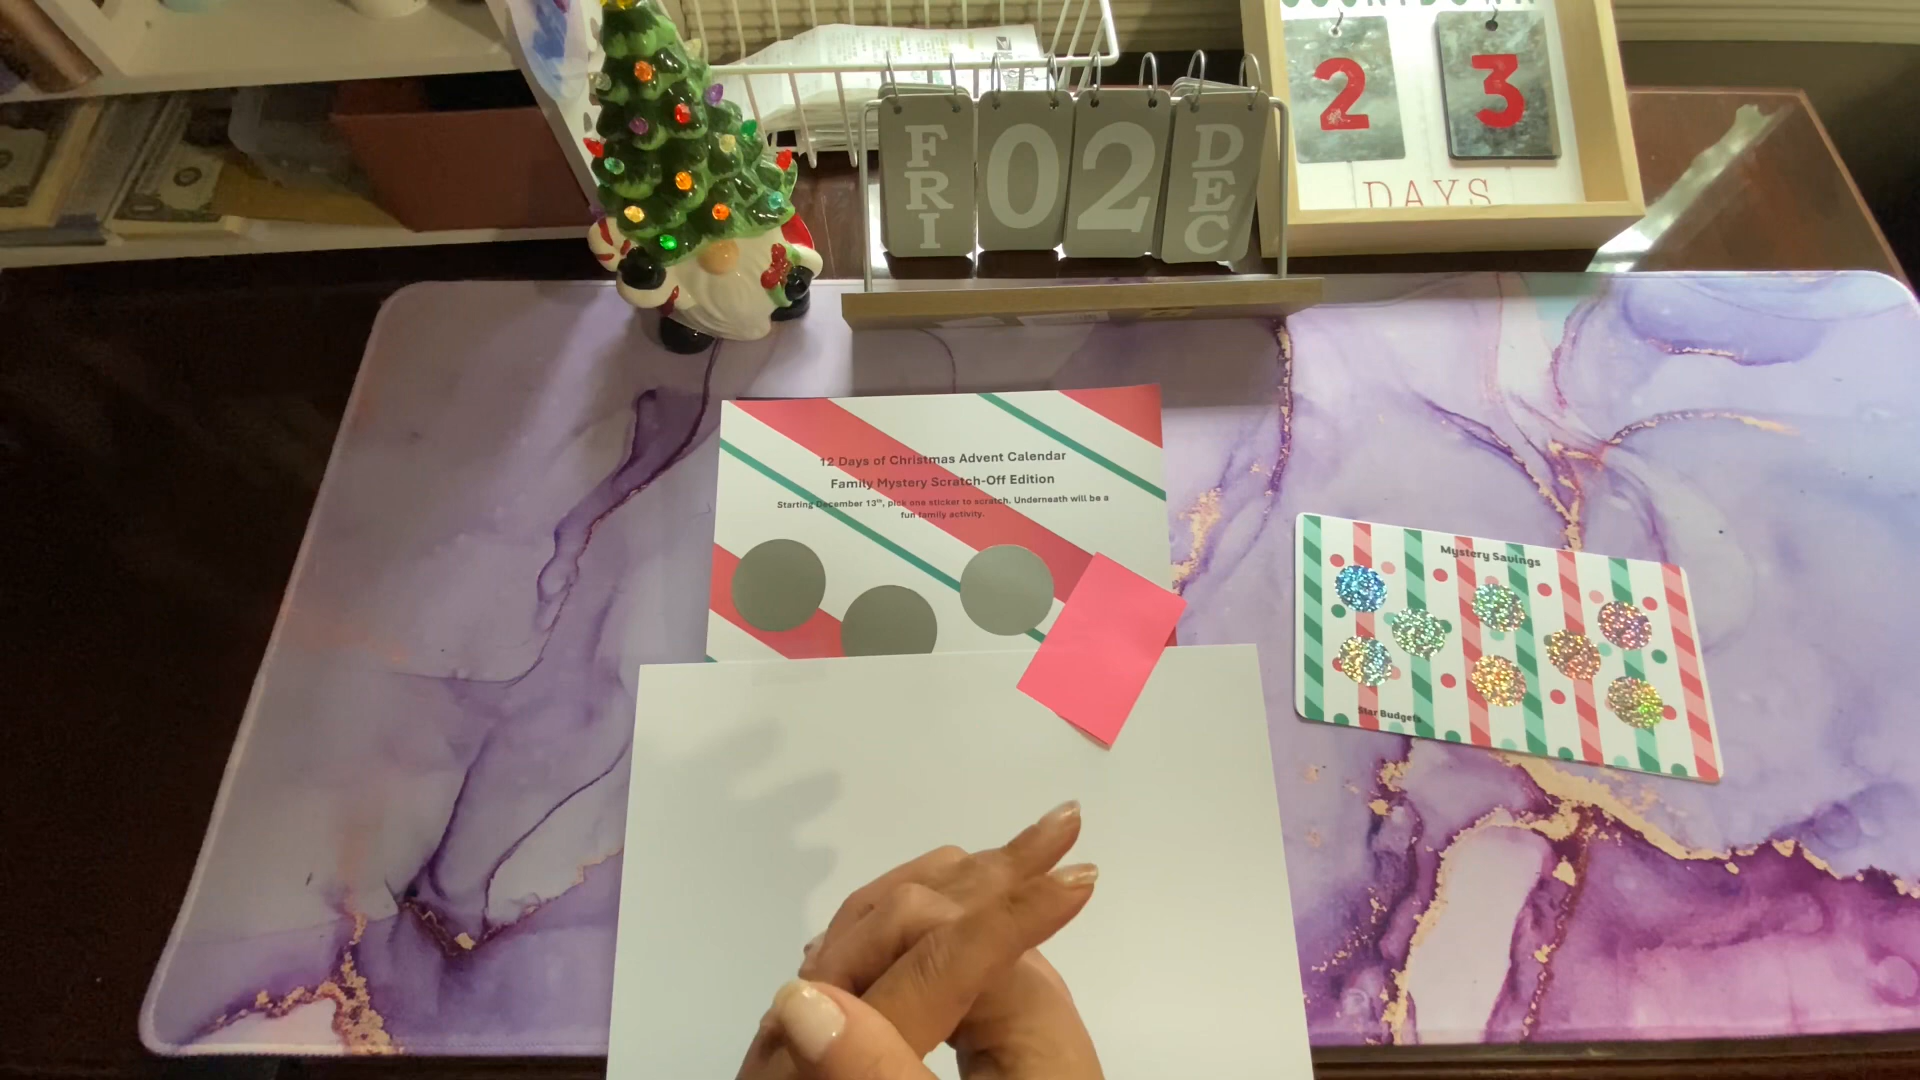 COUNTDOWN
2 3
DAYS
FRI 02 DEC
12 Days of Christmas Advent Calendar
Family Mystery Scratch-Off Edition
Starting December 13th, pick one sticker to scratch. Underneath will be a
fun family activity.
Mystery Savings
Star Budgets